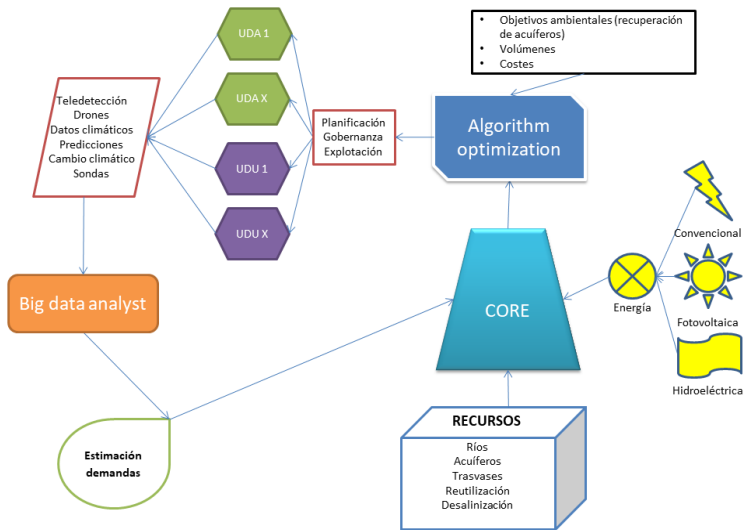 • Objetivos ambientales (recuperación
de acuíferos)
• Volúmenes
• Costes
UDA 1
UDA X
UDU 1
UDU X
Teledetección
Drones
Datos climáticos
Predicciones
Cambio climático
Sondas
Planificación
Gobernanza
Explotación
Algorithm
optimization
Convencional
Energía
Fotovoltaica
Hidroeléctrica
Big data analyst
CORE
Estimación
demandas
RECURSOS
Ríos
Acuíferos
Trasvases
Reutilización
Desalinización